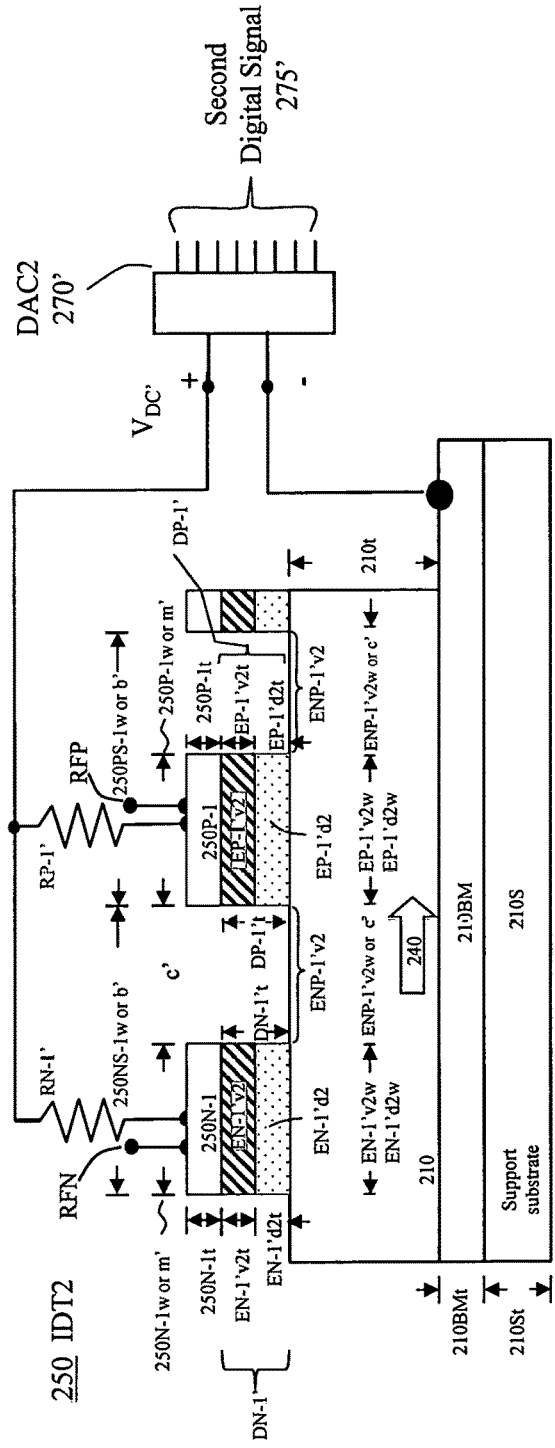 250 IDT2
DAC2
270'
Second
Digital Signal
275'
V_DC'
+
-
RN-1'
RP-1'
RFN
RFP
250NS-1w or b'
250PS-1w or b'
250N-1w or m'
250P-1w or m'
c'
DP-1'
250N-1t
EN-1'v2t
EN-1'd2t
DN-1'
250N-1
EN-1'v2
EN-1'd2
DN-1't
DP-1't
250P-1
EP-1'v2
EP-1'd2
250P-1t
EP-1'v2t
EP-1'd2t
ENP-1'v2
ENP-1'v2
210t
EN-1'v2w
EN-1'd2w
ENP-1'v2w or c'
EP-1'v2w
EP-1'd2w
ENP-1'v2w or c'
240
210
210BM
210BMt
Support
substrate
210S
210St